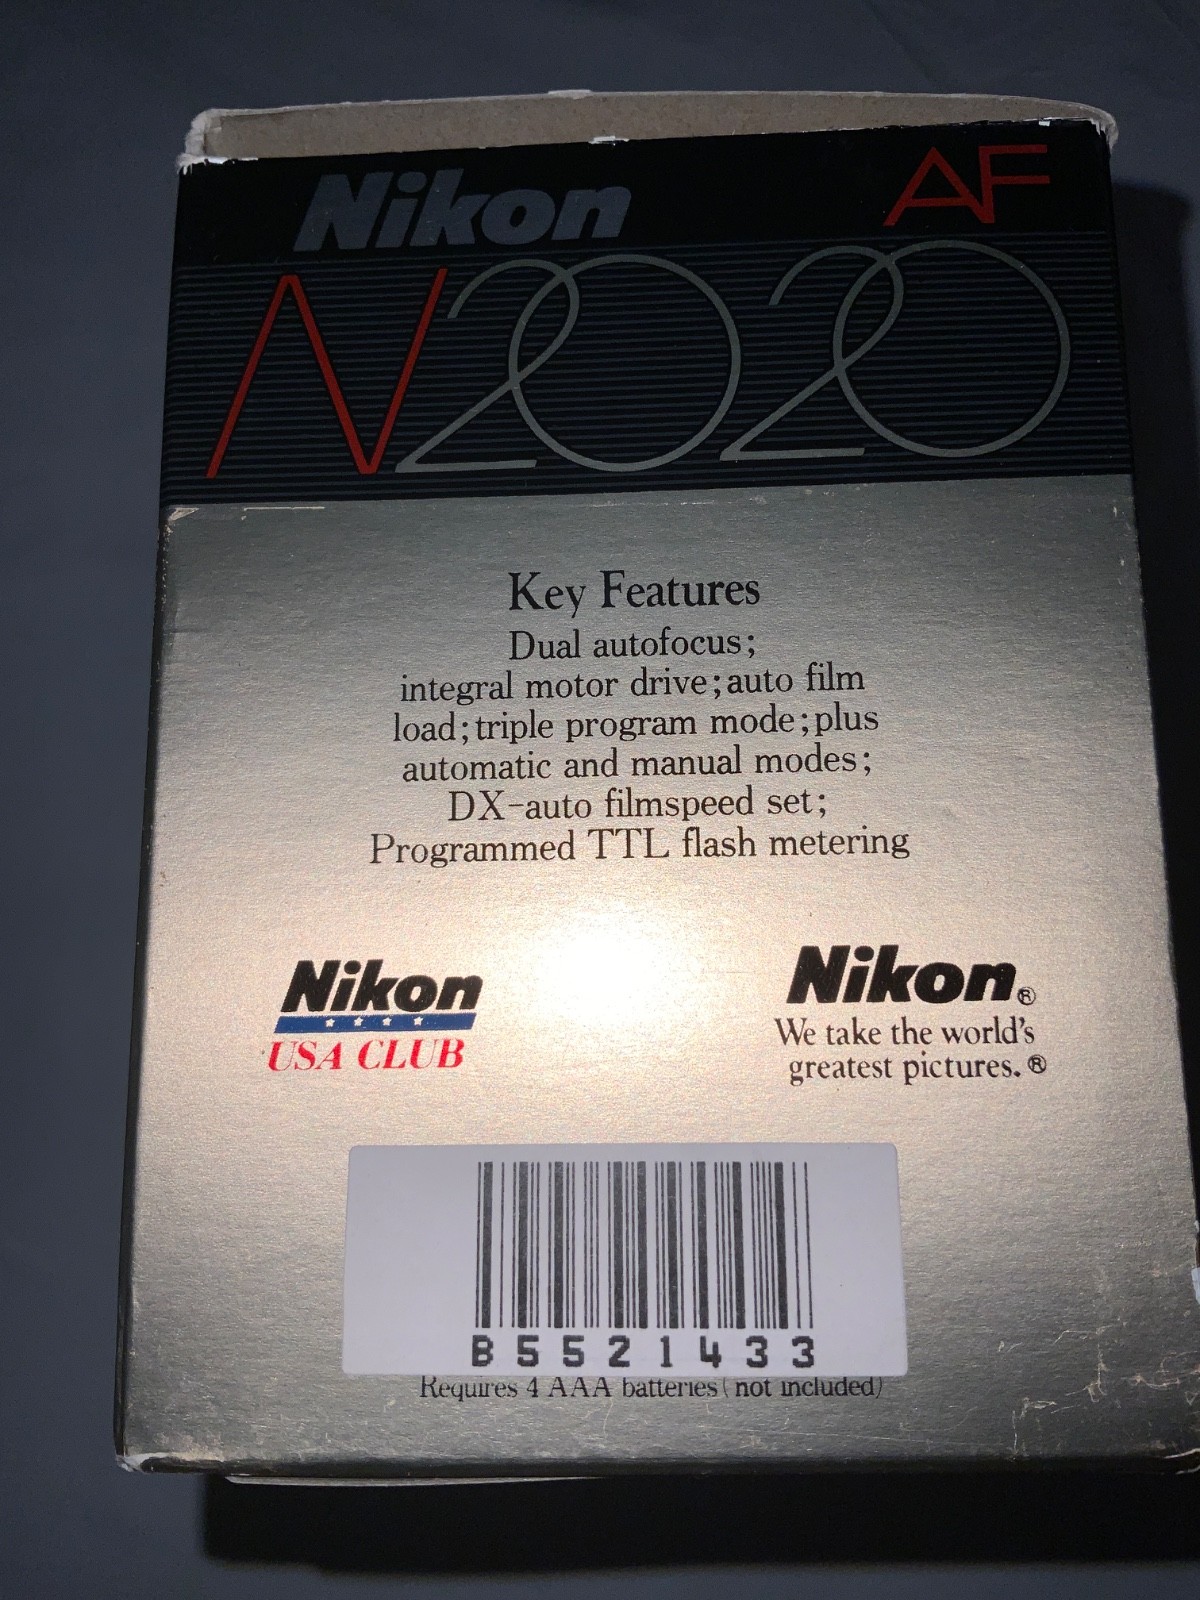 Nikon AF
N2020
Key Features
Dual autofocus;
integral motor drive; auto film
load; triple program mode; plus
automatic and manual modes;
DX-auto filmspeed set;
Programmed TTL flash metering
Nikon
USA CLUB
Nikon®
We take the world's
greatest pictures.®
B5521433
Requires 4 AAA batteries (not included)